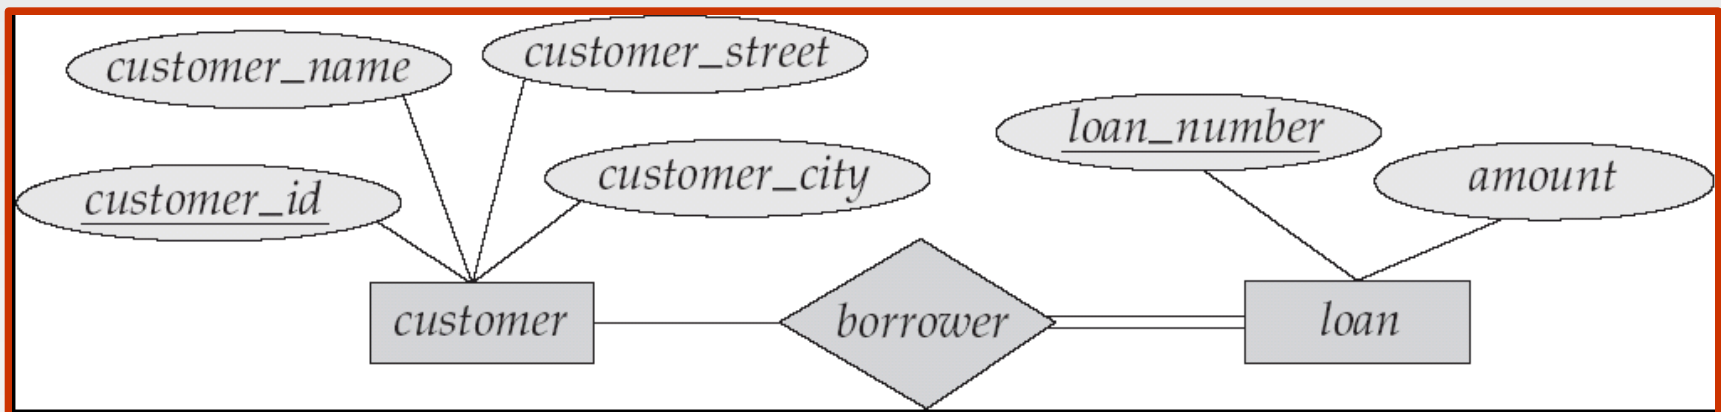 customer_name
customer_street
customer_id
customer_city
loan_number
amount
customer
borrower
loan